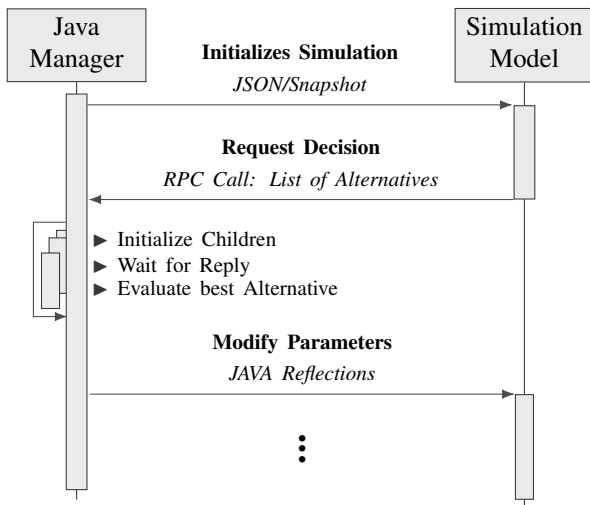 Java
Manager
Simulation
Model
Initializes Simulation
JSON/Snapshot
Request Decision
RPC Call: List of Alternatives
► Initialize Children
► Wait for Reply
► Evaluate best Alternative
Modify Parameters
JAVA Reflections